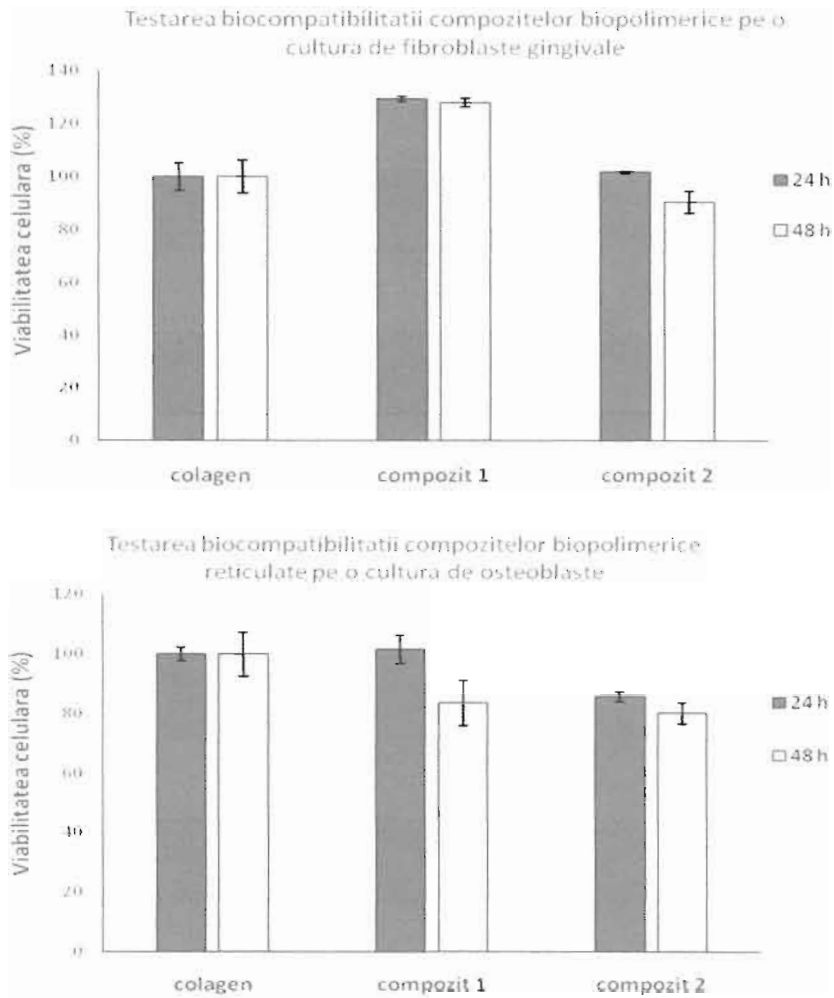 Testarea biocompatibilitatii compozitelor biopolimerice pe o
cultura de fibroblaste gingivale
Viabilitatea celulara (%)
140
120
100
80
60
40
20
0
colagen
compozit 1
compozit 2
24 h
48 h
Testarea biocompatibilitatii compozitelor biopolimerice
reticulate pe o cultura de osteoblaste
Viabilitatea celulara (%)
120
100
80
60
40
20
0
colagen
compozit 1
compozit 2
24 h
48 h